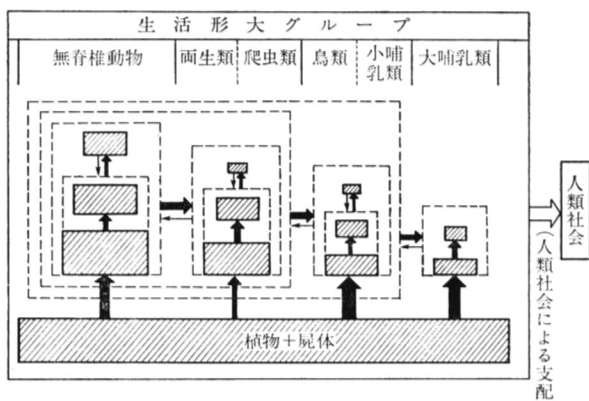 生活形大グループ
無脊椎動物
両生類
爬虫類
鳥類
小哺
乳類
大哺乳類
植物+屍体
人類社会
(人類社会による支配